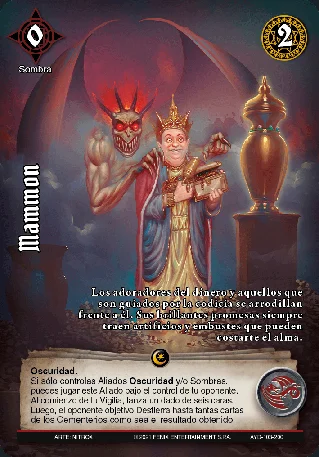 0
2
Sombra
Mammon
Los adoradores del dinero y aquellos que
son guiados por la codicia se arrodillan
frente a él. Sus brillantes promesas siempre
traen artificios y embustes que pueden
costarte el alma.
Oscuridad.
Si sólo controlas Aliados Oscuridad y/o Sombras,
puedes jugar este Aliado bajo el control de tu oponente.
Al comienzo de tu Vigilia, lanza un dado de seis caras.
Luego, el oponente objetivo Destierra hasta tantas cartas
de los Cementerios como sea el resultado obtenido.
ENTERTAINMENT S.P.A.